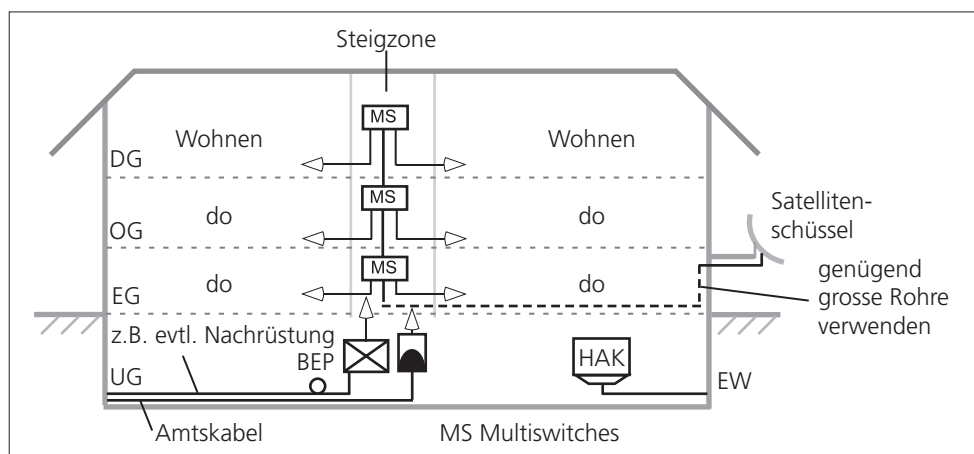 Steigzone
MS
Wohnen
Wohnen
DG
MS
do
do
OG
Satelliten-
schüssel
MS
do
do
EG
genügend
grosse Rohre
verwenden
z.B. evtl. Nachrüstung
BEP
HAK
UG
EW
Amtskabel
MS Multiswitches